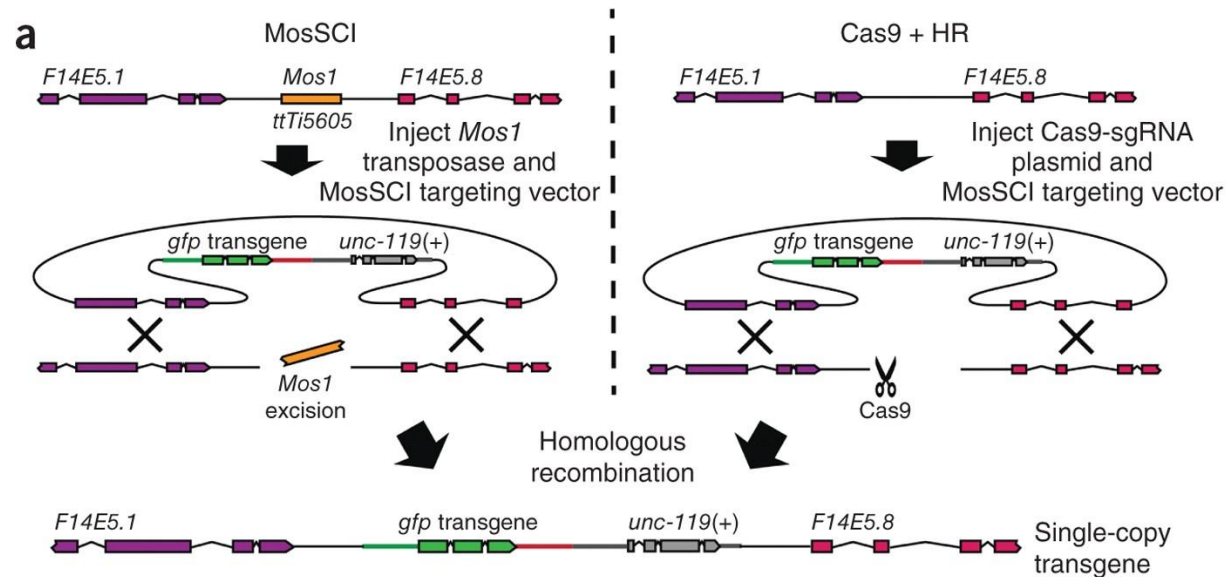 a
MosSCI
F14E5.1
Mos1
F14E5.8
ttTi5605
Inject Mos1
transposase and
MosSCI targeting vector
gfp transgene
unc-119(+)
Mos1
excision
Cas9 + HR
F14E5.1
F14E5.8
Inject Cas9-sgRNA
plasmid and
MosSCI targeting vector
gfp transgene
unc-119(+)
Cas9
Homologous
recombination
F14E5.1
gfp transgene
unc-119(+)
F14E5.8
Single-copy
transgene